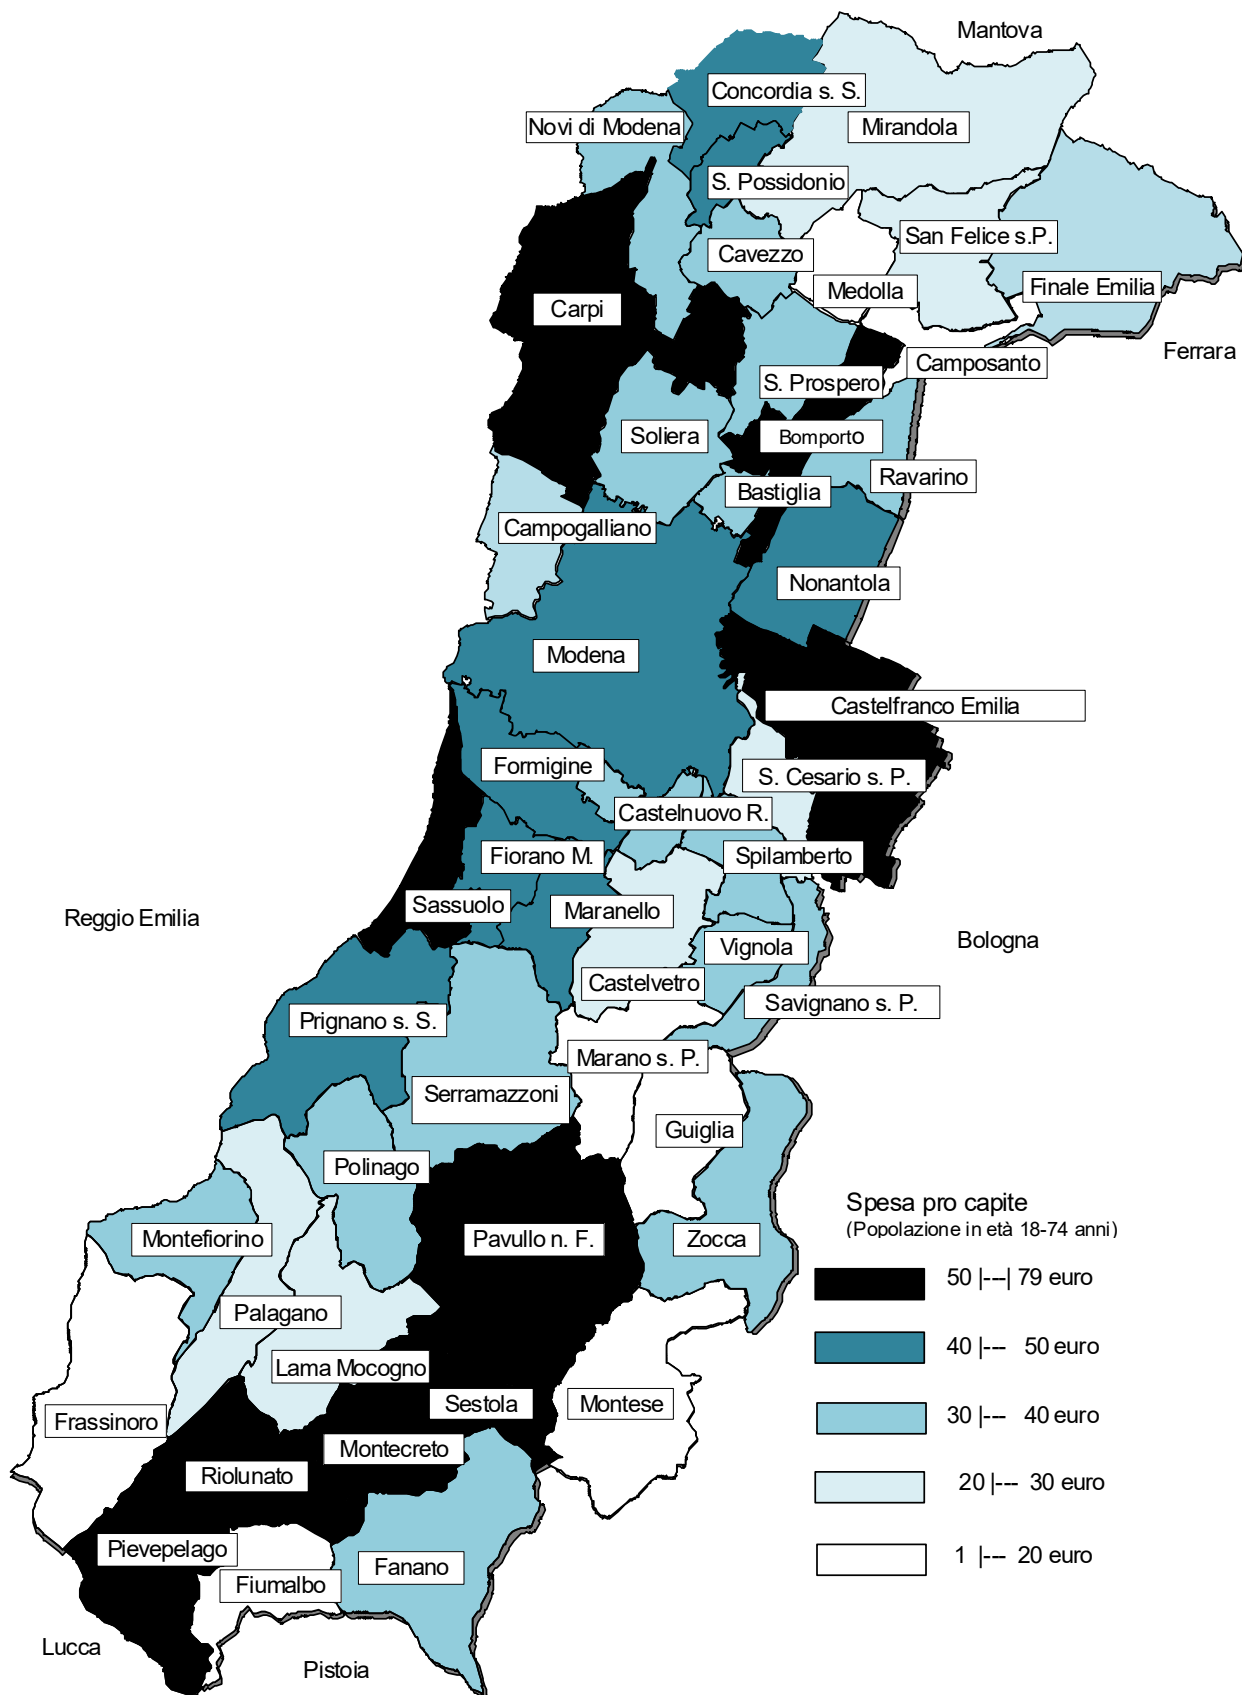 Mantova
Concordia s. S.
Novi di Modena
Mirandola
S. Possidonio
San Felice s.P.
Cavezzo
Medolla
Finale Emilia
Carpi
Ferrara
Camposanto
S. Prospero
Soliera
Bomporto
Ravarino
Bastiglia
Campogalliano
Nonantola
Modena
Castelfranco Emilia
Formigine
S. Cesario s. P.
Castelnuovo R.
Fiorano M.
Spilamberto
Sassuolo
Maranello
Reggio Emilia
Vignola
Bologna
Castelvetro
Savignano s. P.
Prignano s. S.
Marano s. P.
Serramazzoni
Guiglia
Polinago
Spesa pro capite
(Popolazione in età 18-74 anni)
Montefiorino
Pavullo n. F.
Zocca
50 |---| 79 euro
Palagano
40 |--- 50 euro
Lama Mocogno
Sestola
Montese
Frassinoro
30 |--- 40 euro
Montecreto
Riolunato
20 |--- 30 euro
Pievepelago
Fanano
1 |--- 20 euro
Fiumalbo
Lucca
Pistoia